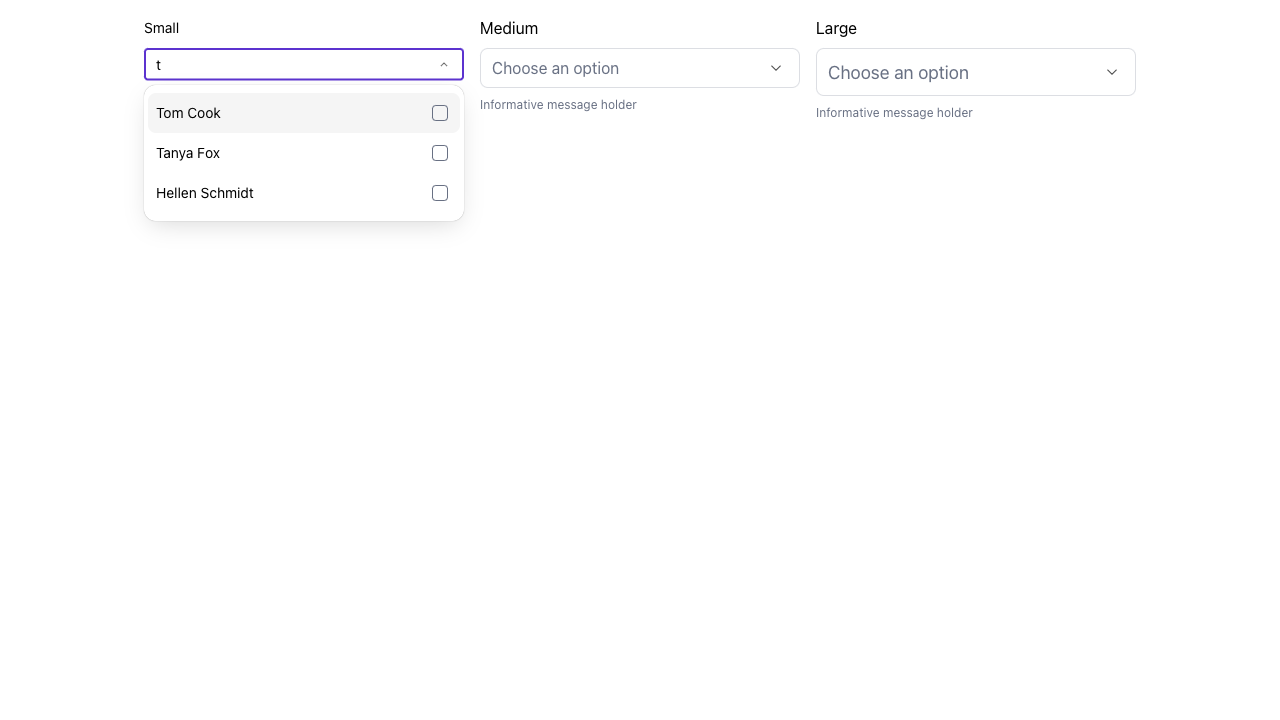 Small
t
Tom Cook
Tanya Fox
Hellen Schmidt
Medium
Choose an option
Informative message holder
Large
Choose an option
Informative message holder